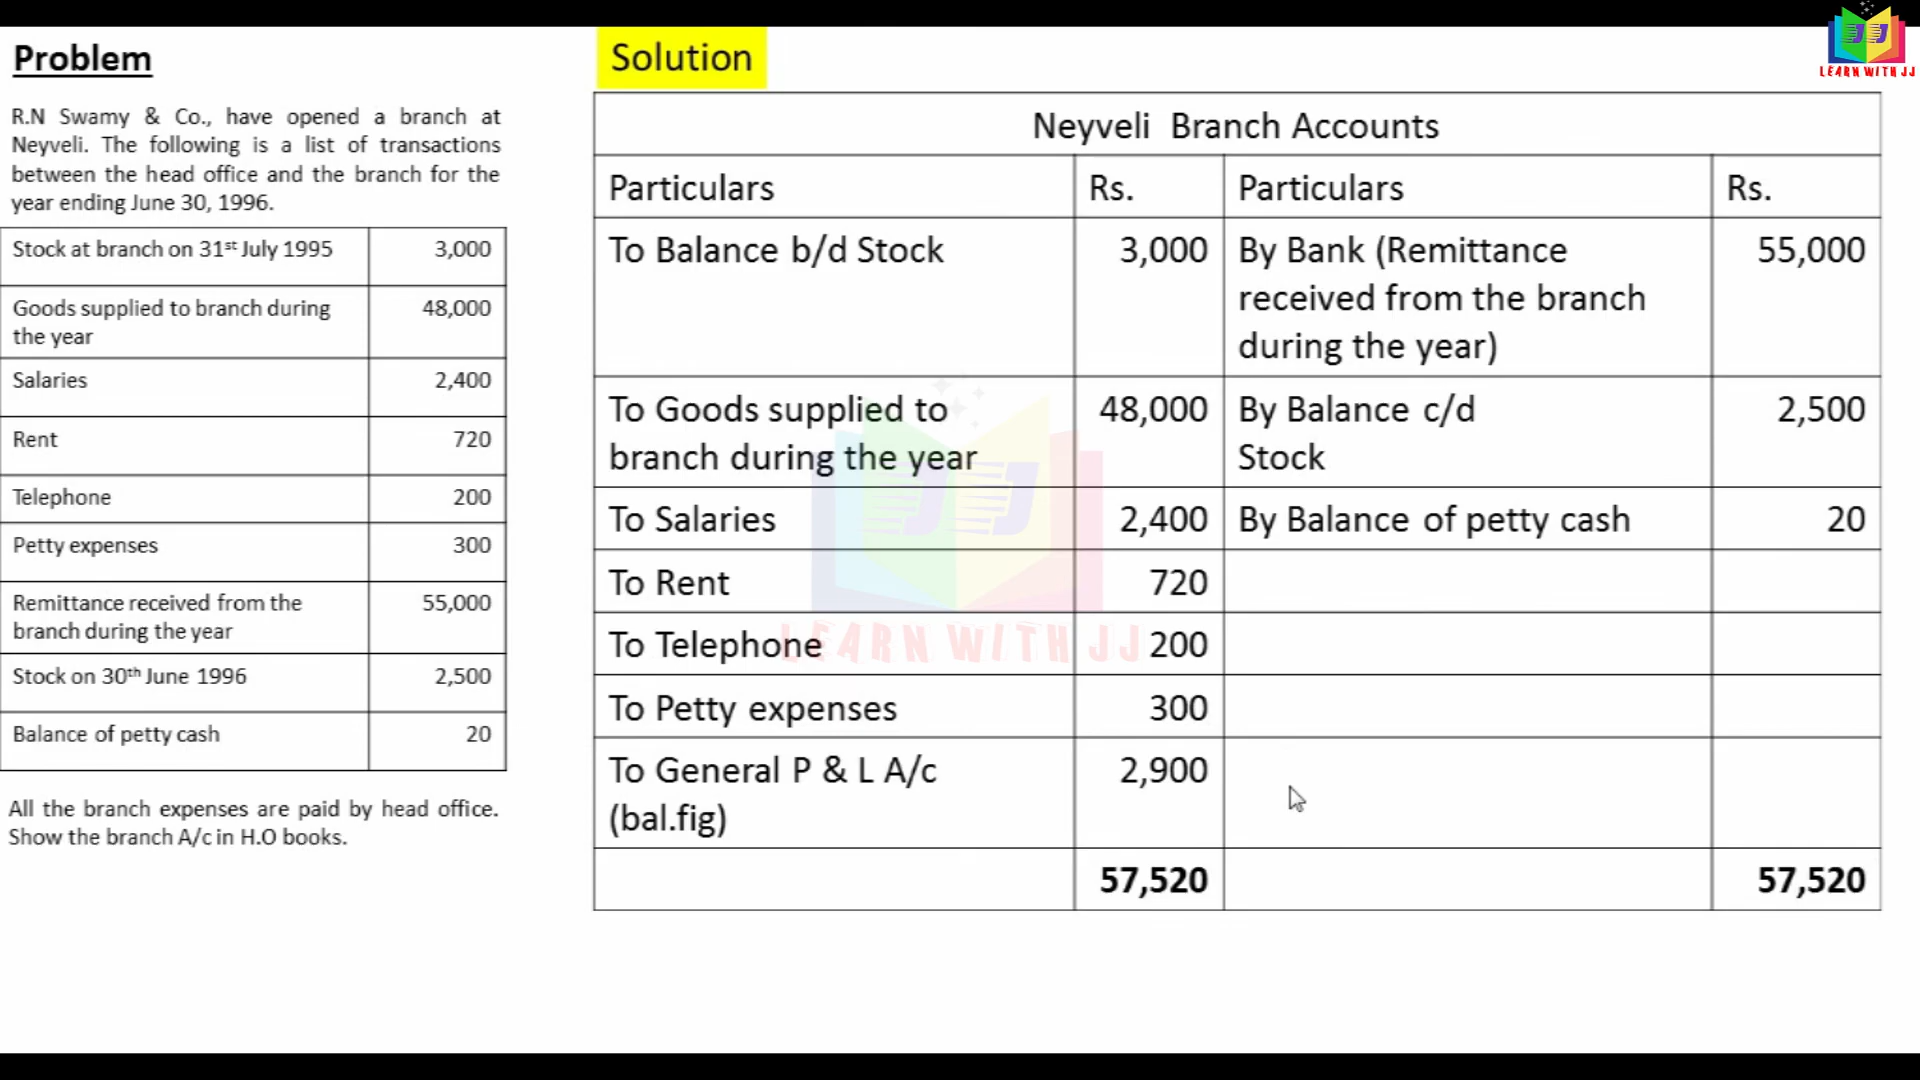 LEARN WITH JJ
Problem
R.N Swamy & Co., have opened a branch at
Neyveli. The following is a list of transactions
between the head office and the branch for the
year ending June 30, 1996.
Stock at branch on 31st July 1995 3,000
Goods supplied to branch during 48,000
the year
Salaries 2,400
Rent 720
Telephone 200
Petty expenses 300
Remittance received from the 55,000
branch during the year
Stock on 30th June 1996 2,500
Balance of petty cash 20
All the branch expenses are paid by head office.
Show the branch A/c in H.O books.
Solution
Neyveli Branch Accounts
Particulars Rs. Particulars Rs.
To Balance b/d Stock 3,000 By Bank (Remittance 55,000
received from the branch
during the year)
To Goods supplied to 48,000 By Balance c/d 2,500
branch during the year Stock
To Salaries 2,400 By Balance of petty cash 20
To Rent 720
To Telephone 200
To Petty expenses 300
To General P & L A/c 2,900
(bal.fig)
57,520 57,520
JJ
LEARN WITH JJ